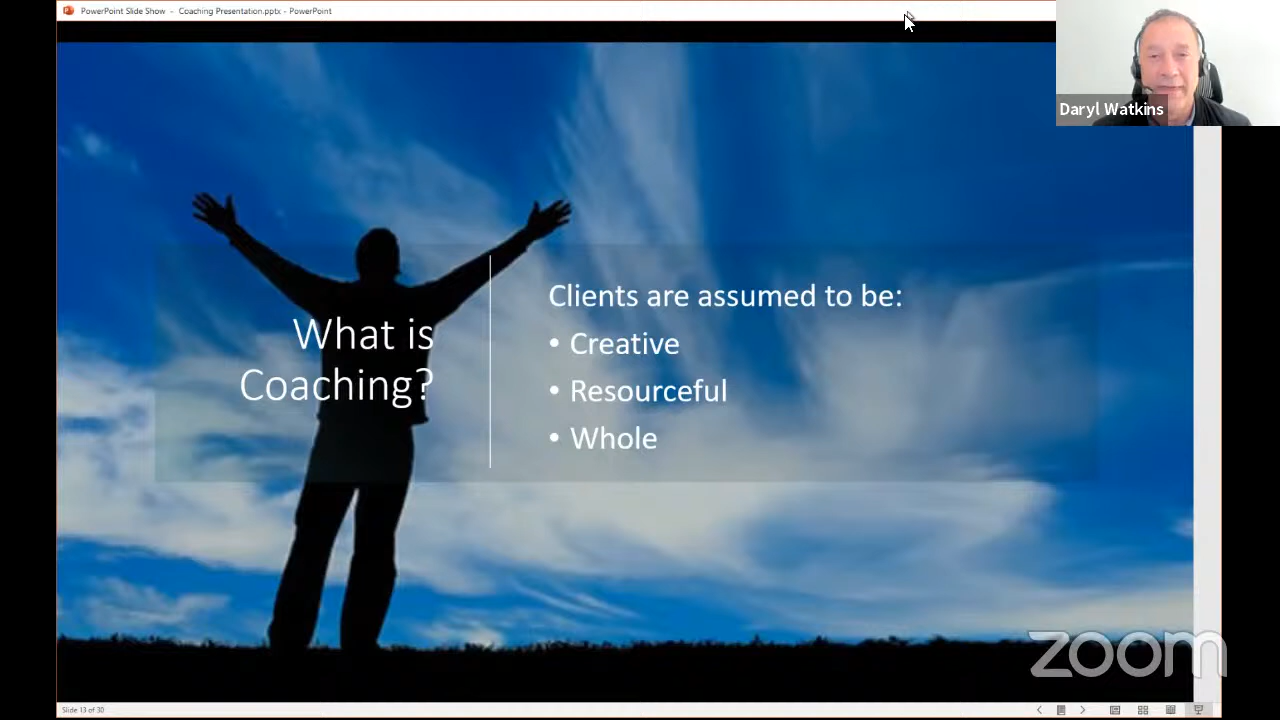 PowerPoint Slide Show - Coaching Presentation.pptx - PowerPoint
Daryl Watkins
What is
Coaching?
Clients are assumed to be:
• Creative
• Resourceful
• Whole
zoom
Slide 13 of 30